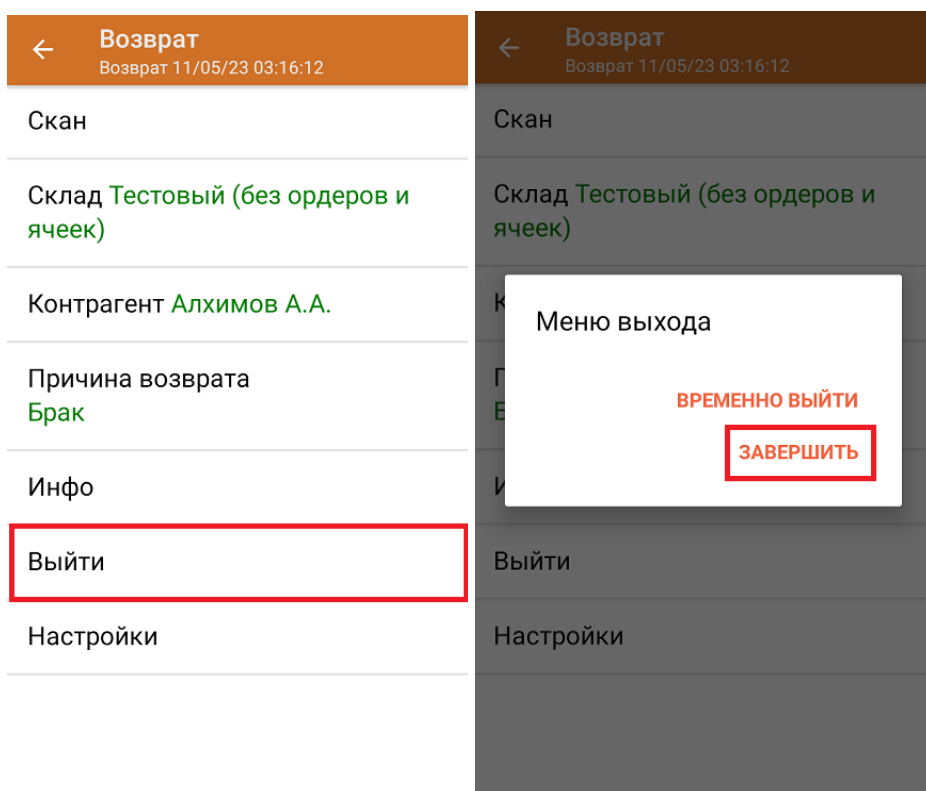 Возврат
Возврат 11/05/23 03:16:12
Скан
Склад Тестовый (без ордеров и
ячеек)
Контрагент Алхимов А.А.
Причина возврата
Брак
Инфо
Выйти
Настройки
Возврат
Возврат 11/05/23 03:16:12
Скан
Склад Тестовый (без ордеров и
ячеек)
Меню выхода
ВРЕМЕННО ВЫЙТИ
ЗАВЕРШИТЬ
Выйти
Настройки